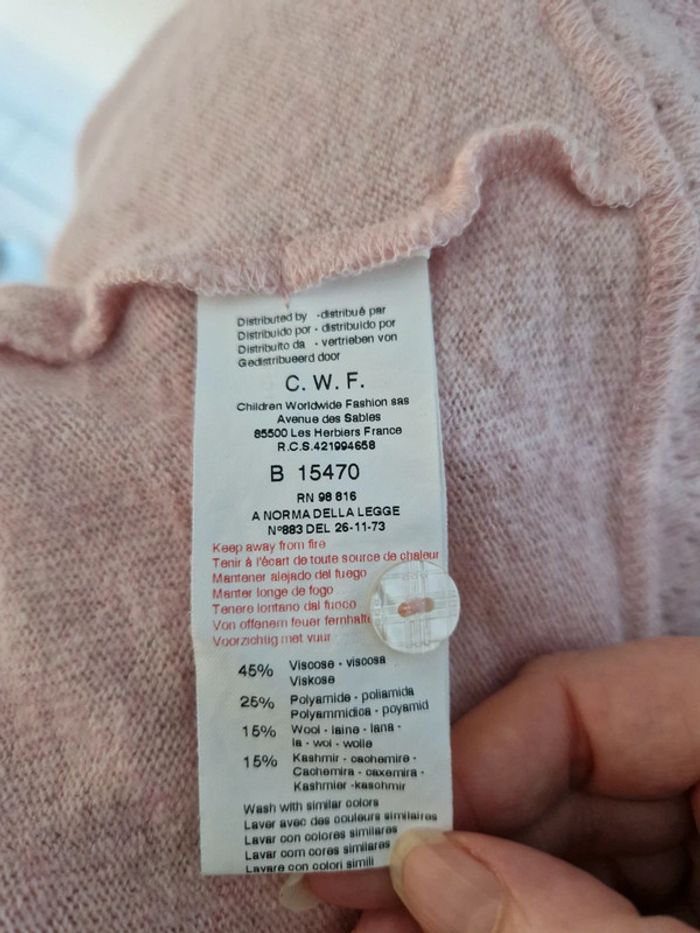 Distributed by -distribué par
Distribuido por - distribuido por
Distribuito da - vertrieben von
Gedistribueerd door
C. W. F.
Children Worldwide Fashion sas
Avenue des Sables
85500 Les Herbiers France
R.C.S.421994658
B 15470
RN 98 816
A NORMA DELLA LEGGE
N°883 DEL 26-11-73
Keep away from fire
Tenir à l'écart de toute source de chaleur
Mantener alejado del fuego
Manter longe de fogo
Tenere lontano dal fuoco
Von offenem feuer fernhalte
Voorzichtig met vuur
45% Viscose - viscosa
Viskose
25% Polyamide - poliamida
Polyammidica - poyamid
15% Wool - laine - lana -
la - wol - wolle
15% Kashmir - cachemire -
Cachemira - caxemira -
Kashmier -kaschmir
Wash with similar colors
Laver avec des couleurs similaires
Lavar con colores similares
Lavar com cores similares
Lavare con colori simili